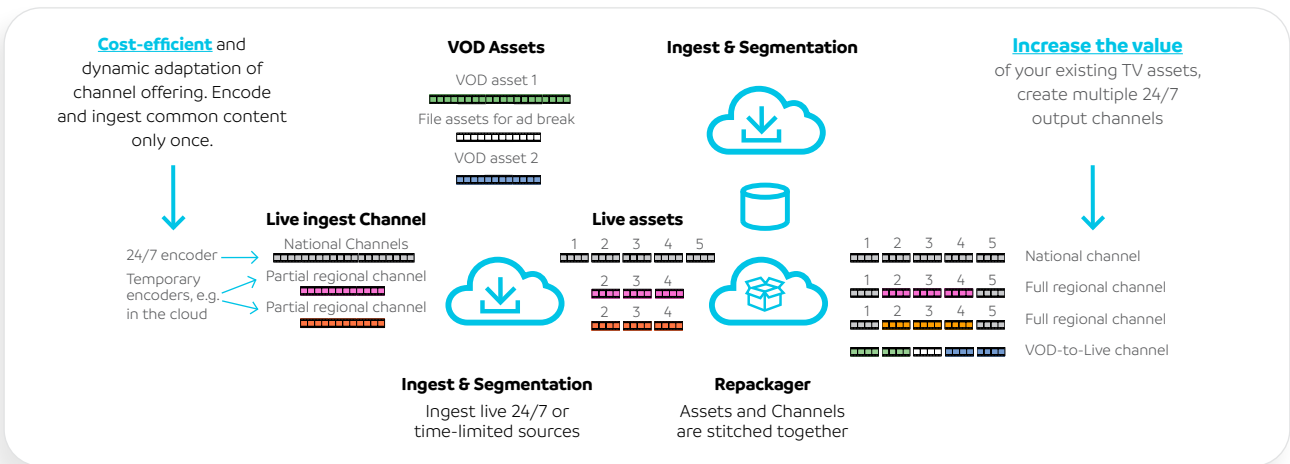 Cost-efficient and
dynamic adaptation of
channel offering. Encode
and ingest common content
only once.
VOD Assets
VOD asset 1
File assets for ad break
VOD asset 2
Ingest & Segmentation
Increase the value
of your existing TV assets,
create multiple 24/7
output channels
Live ingest Channel
National Channels
24/7 encoder
Partial regional channel
Temporary
encoders, e.g.
in the cloud
Partial regional channel
Live assets
1 2 3 4 5
2 3 4
2 3 4
1 2 3 4 5
National channel
1 2 3 4 5
Full regional channel
1 2 3 4 5
Full regional channel
VOD-to-Live channel
Ingest & Segmentation
Ingest live 24/7 or
time-limited sources
Repackager
Assets and Channels
are stitched together